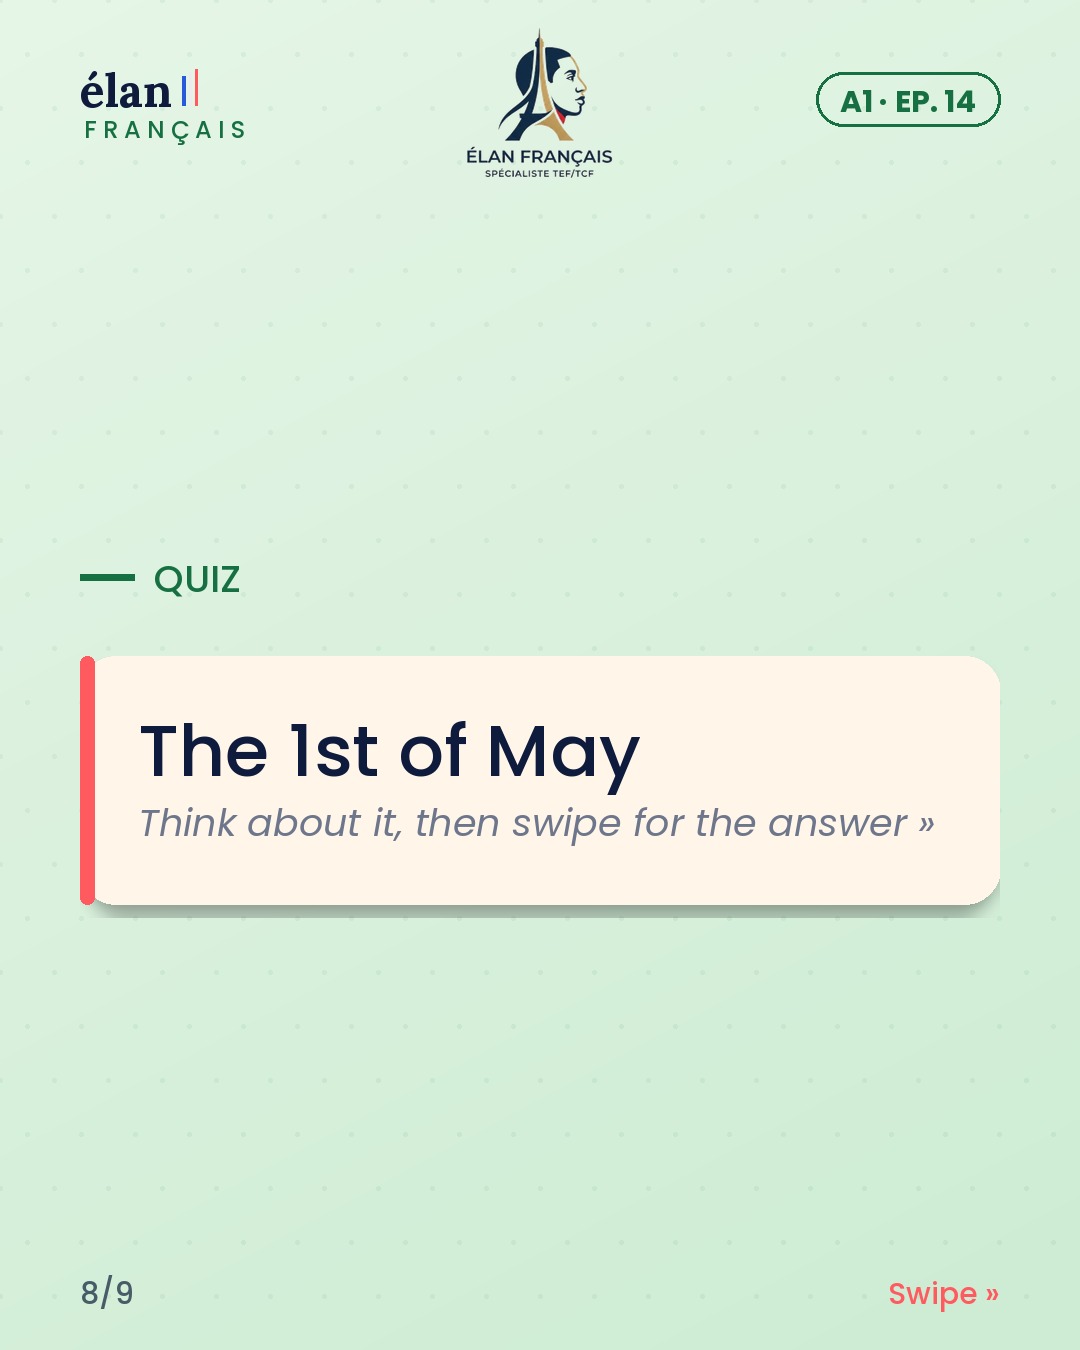 élan
FRANÇAIS
ÉLAN FRANÇAIS
SPÉCIALISTE TEF/TCF
A1 · EP. 14
QUIZ
The 1st of May
Think about it, then swipe for the answer »
8/9
Swipe »